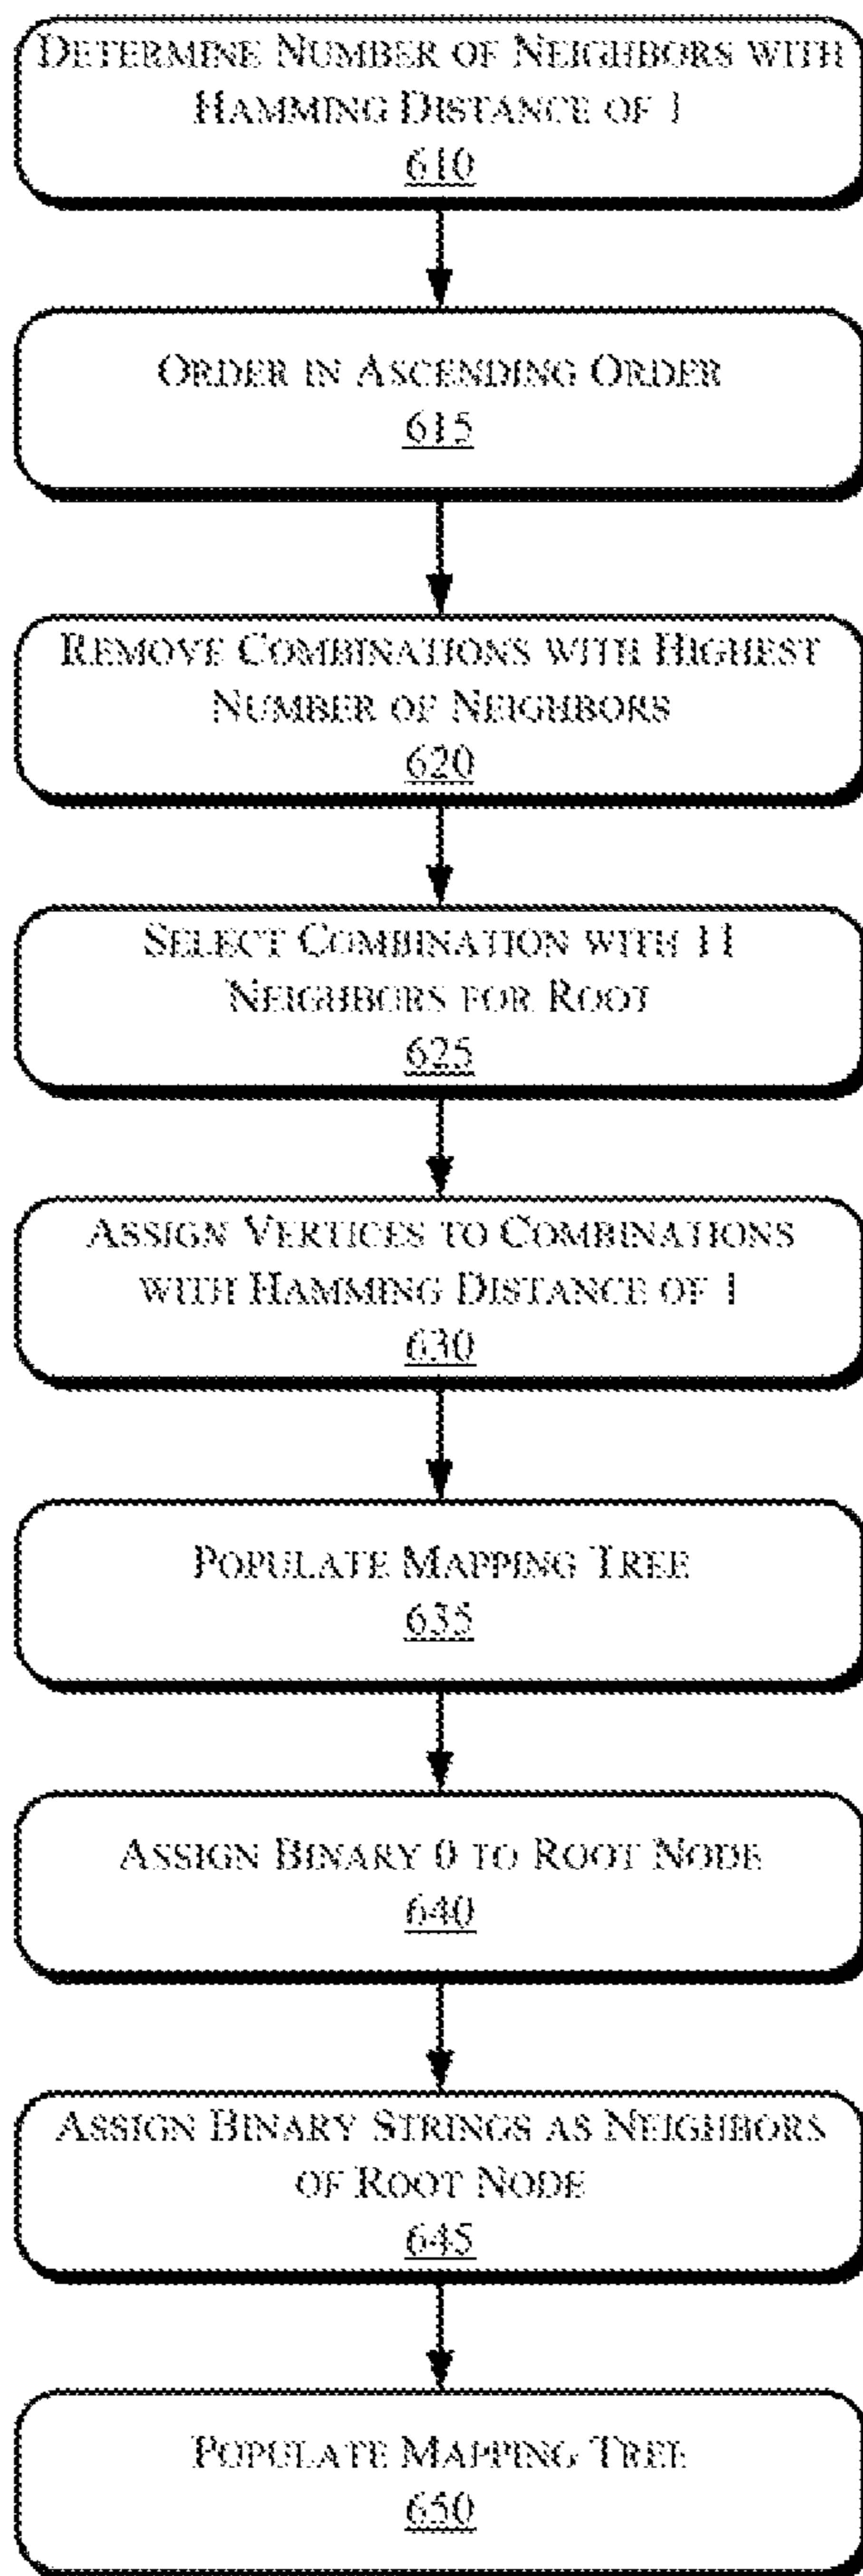 DETERMINE NUMBER OF NEIGHBORS WITH
HAMMING DISTANCE OF 1
610
ORDER IN ASCENDING ORDER
615
REMOVE COMBINATIONS WITH HIGHEST
NUMBER OF NEIGHBORS
620
SELECT COMBINATION WITH 11
NEIGHBORS FOR ROOT
625
ASSIGN VERTICES TO COMBINATIONS
WITH HAMMING DISTANCE OF 1
630
POPULATE MAPPING TREE
635
ASSIGN BINARY 0 TO ROOT NODE
640
ASSIGN BINARY STRINGS AS NEIGHBORS
OF ROOT NODE
645
POPULATE MAPPING TREE
650